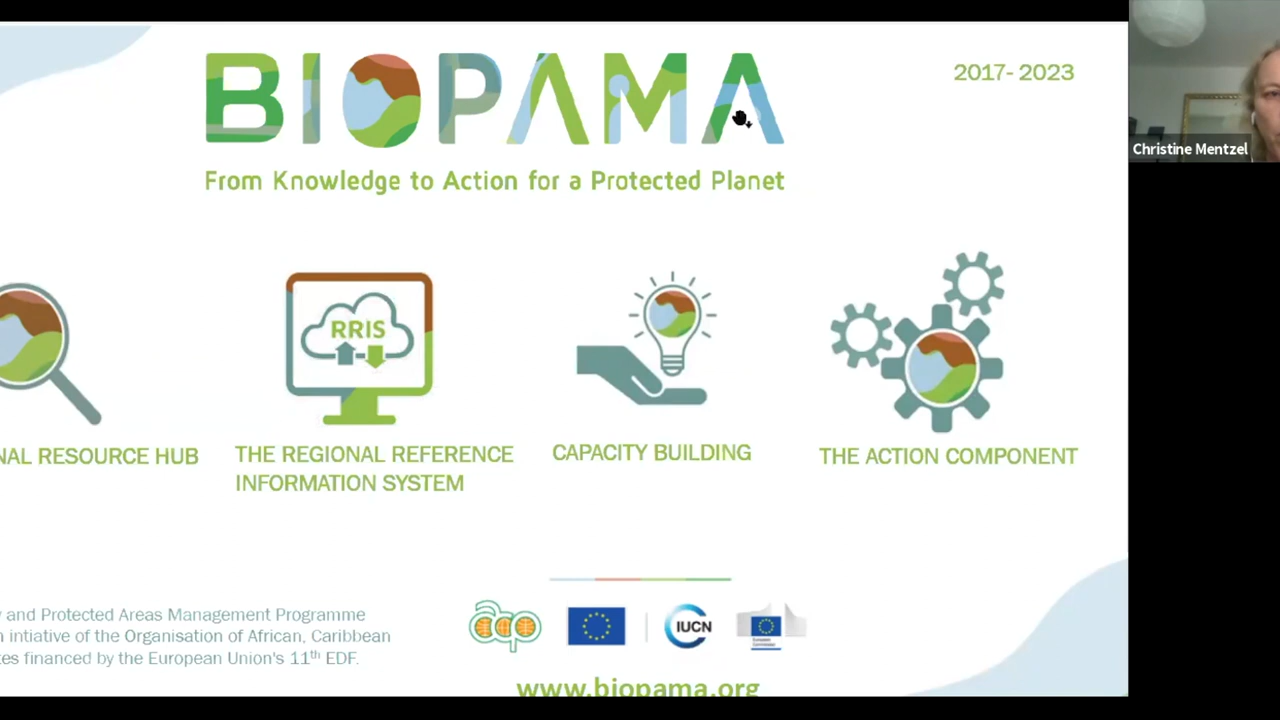 BIOPAMA
2017- 2023
From Knowledge to Action for a Protected Planet
Christine Mentzel
RRIS
NAL RESOURCE HUB
THE REGIONAL REFERENCE
INFORMATION SYSTEM
CAPACITY BUILDING
THE ACTION COMPONENT
and Protected Areas Management Programme
intiative of the Organisation of African, Caribbean
financed by the European Union's 11th EDF.
acp
IUCN
www.biopama.org